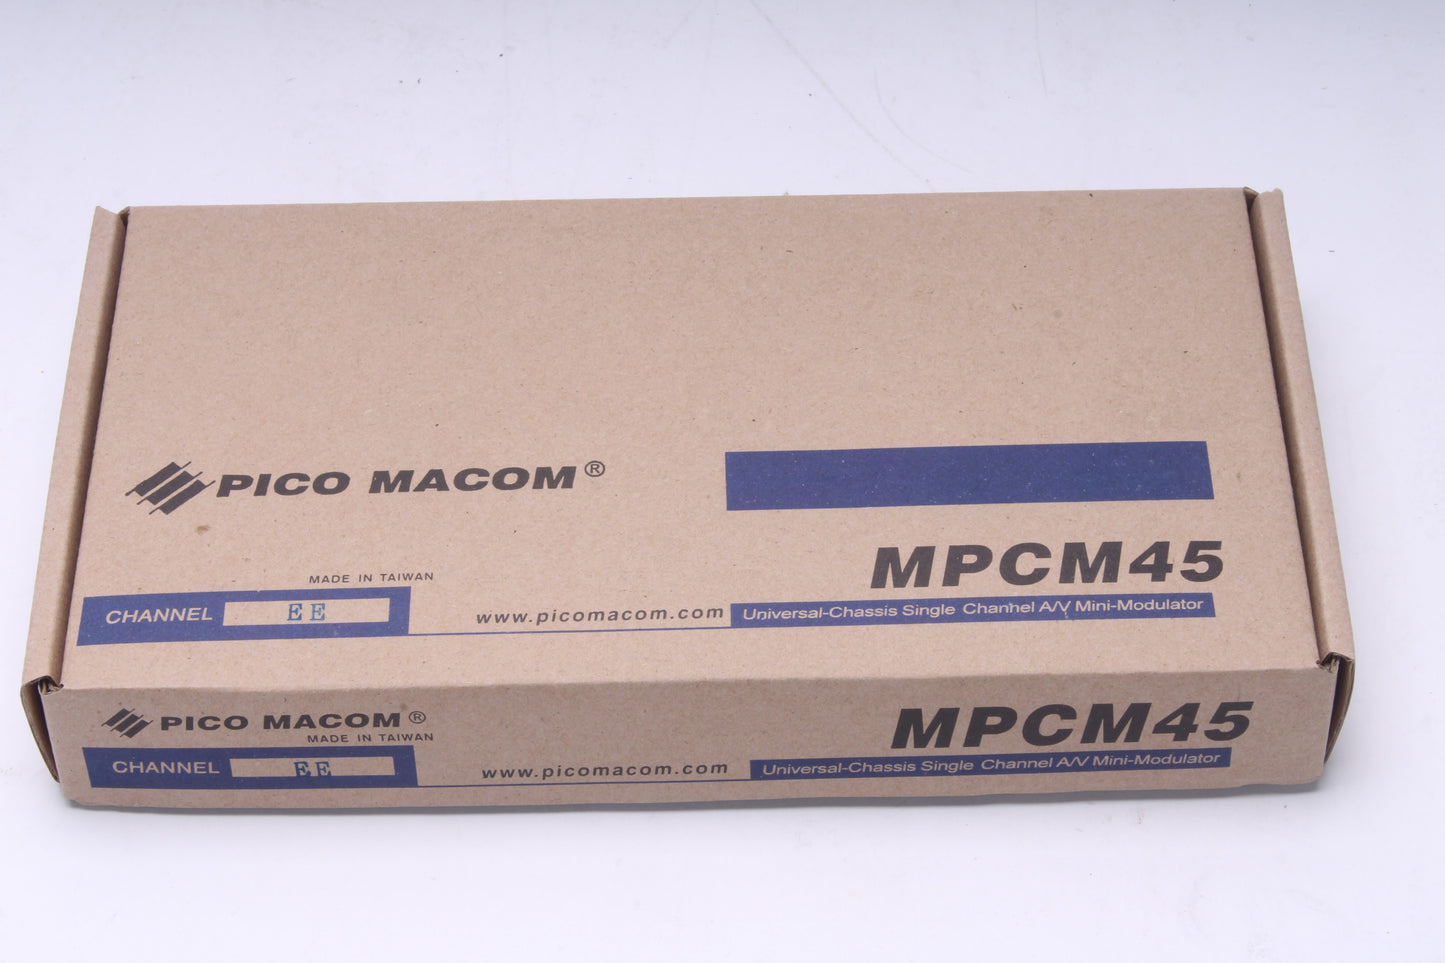 PICO MACOM®
MPCM45
MADE IN TAIWAN
CHANNEL EE
www.picomacom.com
Universal-Chassis Single Channel A/V Mini-Modulator
PICO MACOM®
MADE IN TAIWAN
MPCM45
CHANNEL EE
www.picomacom.com
Universal-Chassis Single Channel A/V Mini-Modulator